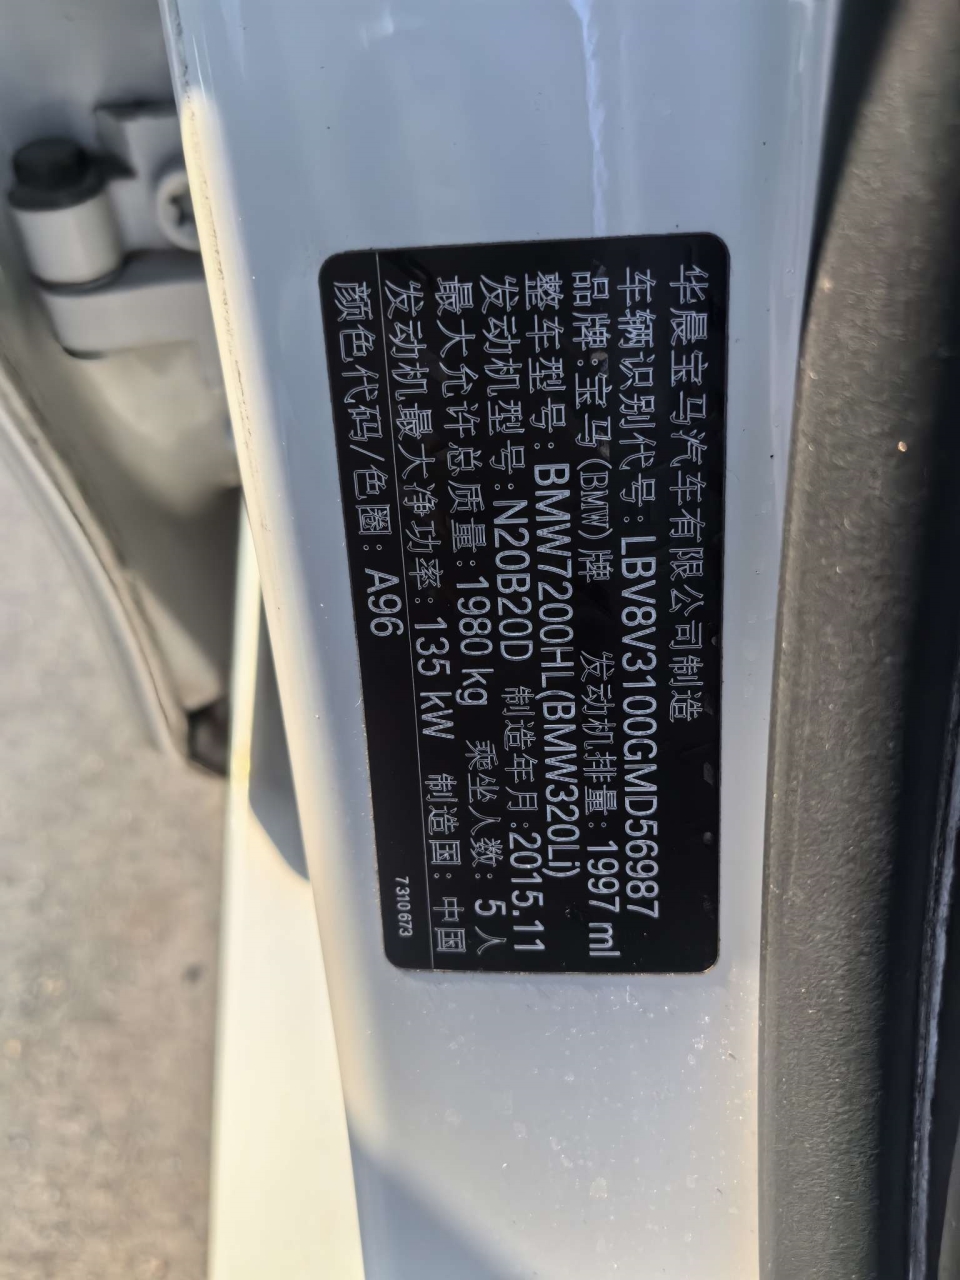 华晨宝马汽车有限公司制造
车辆识别代号:LBV8V3100GMD56987
品牌:宝马(BMW)牌 发动机排量:1997 ml
整车型号:BMW7200HL(BMW320Li)
发动机型号:N20B20D 制造年月:2015.11
最大允许总质量:1980 kg 乘坐人数:5人
发动机最大净功率:135 kW 制造国:中国
颜色代码/色圈:A96
7310673